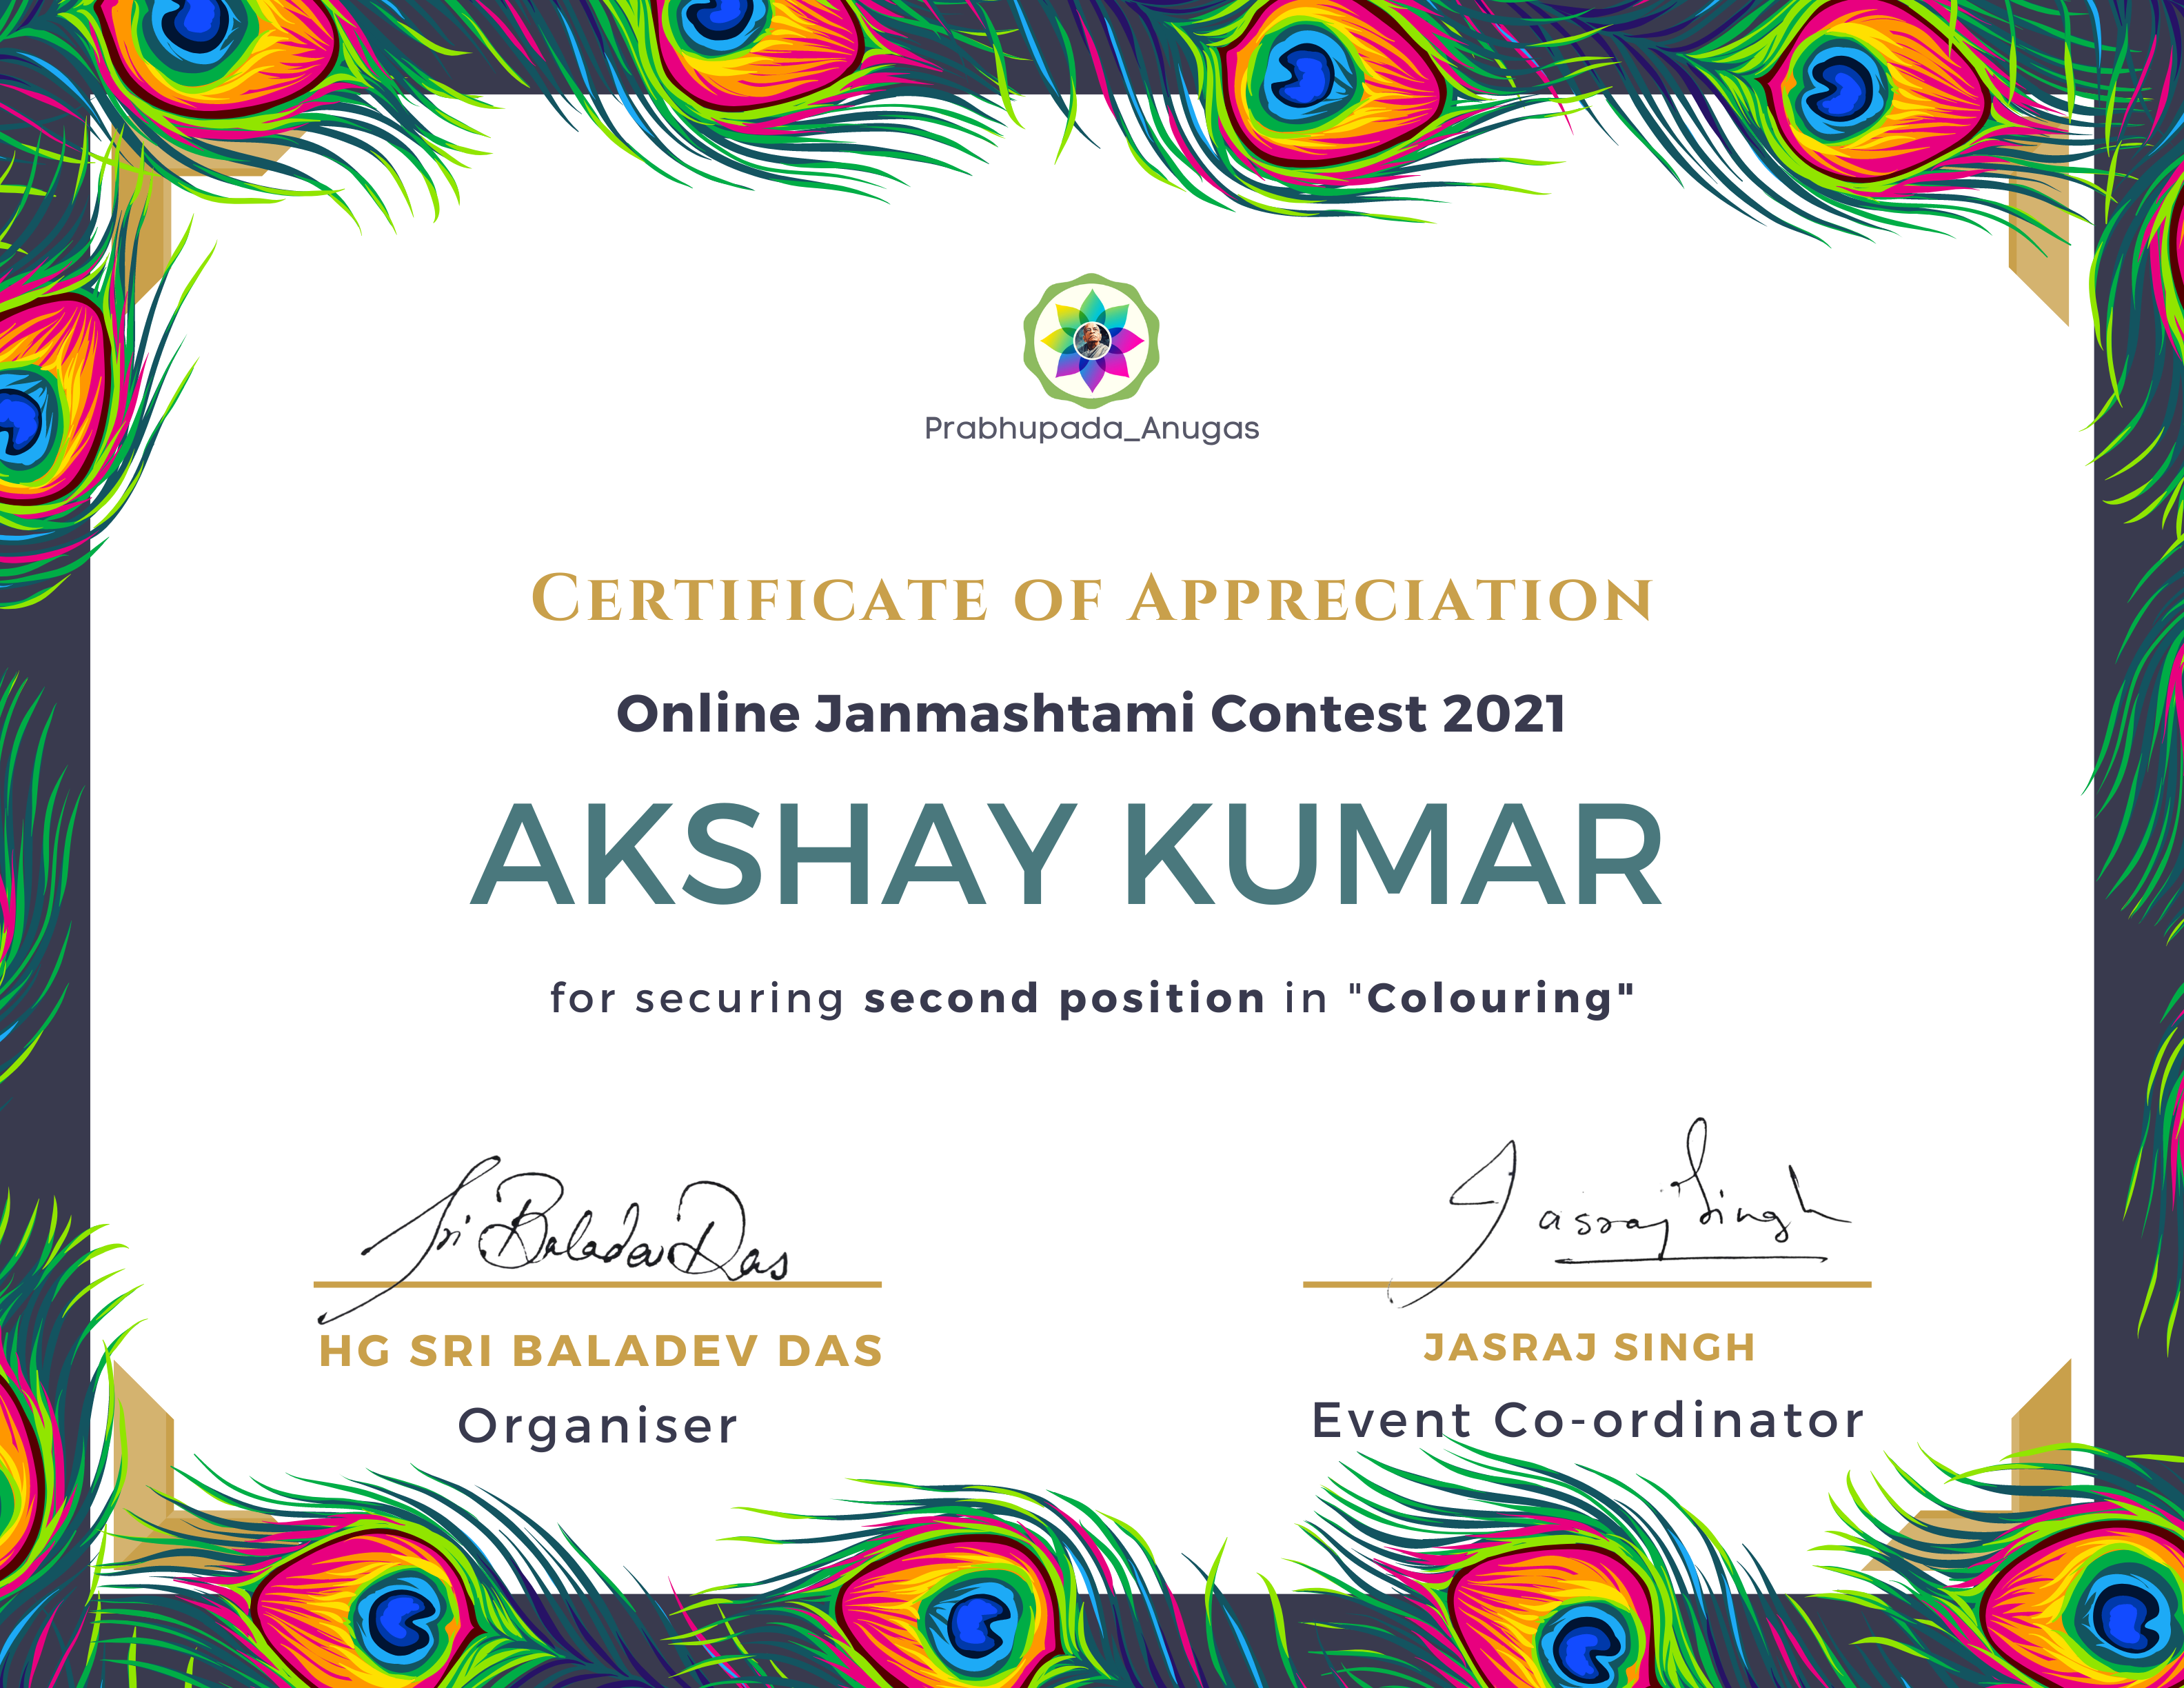 Prabhupada_Anugas
Certificate of Appreciation
Online Janmashtami Contest 2021
AKSHAY KUMAR
for securing second position in "Colouring"
Sri Baladev Das
Jasraj Singh
HG SRI BALADEV DAS
JASRAJ SINGH
Organiser
Event Co-ordinator